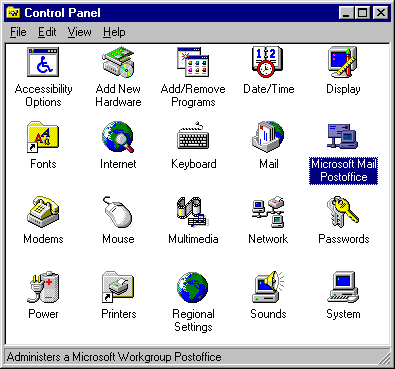 Control Panel
File Edit View Help
Accessibility Options
Add New Hardware
Add/Remove Programs
Date/Time
Display
Fonts
Internet
Keyboard
Mail
Microsoft Mail Postoffice
Modems
Mouse
Multimedia
Network
Passwords
Power
Printers
Regional Settings
Sounds
System
Administers a Microsoft Workgroup Postoffice